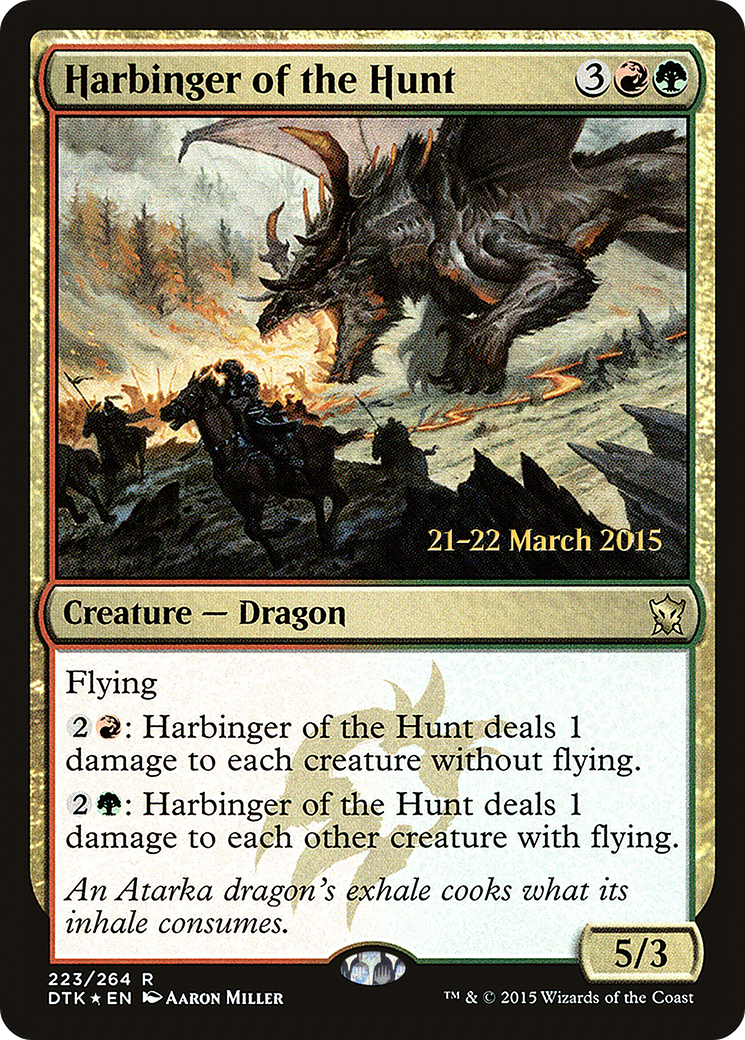 Harbinger of the Hunt 3
21–22 March 2015
Creature — Dragon
Flying
2 : Harbinger of the Hunt deals 1
damage to each creature without flying.
2 : Harbinger of the Hunt deals 1
damage to each other creature with flying.
An Atarka dragon's exhale cooks what its
inhale consumes.
5/3
223/264 R
DTK ★ EN Aaron Miller
™ & © 2015 Wizards of the Coast